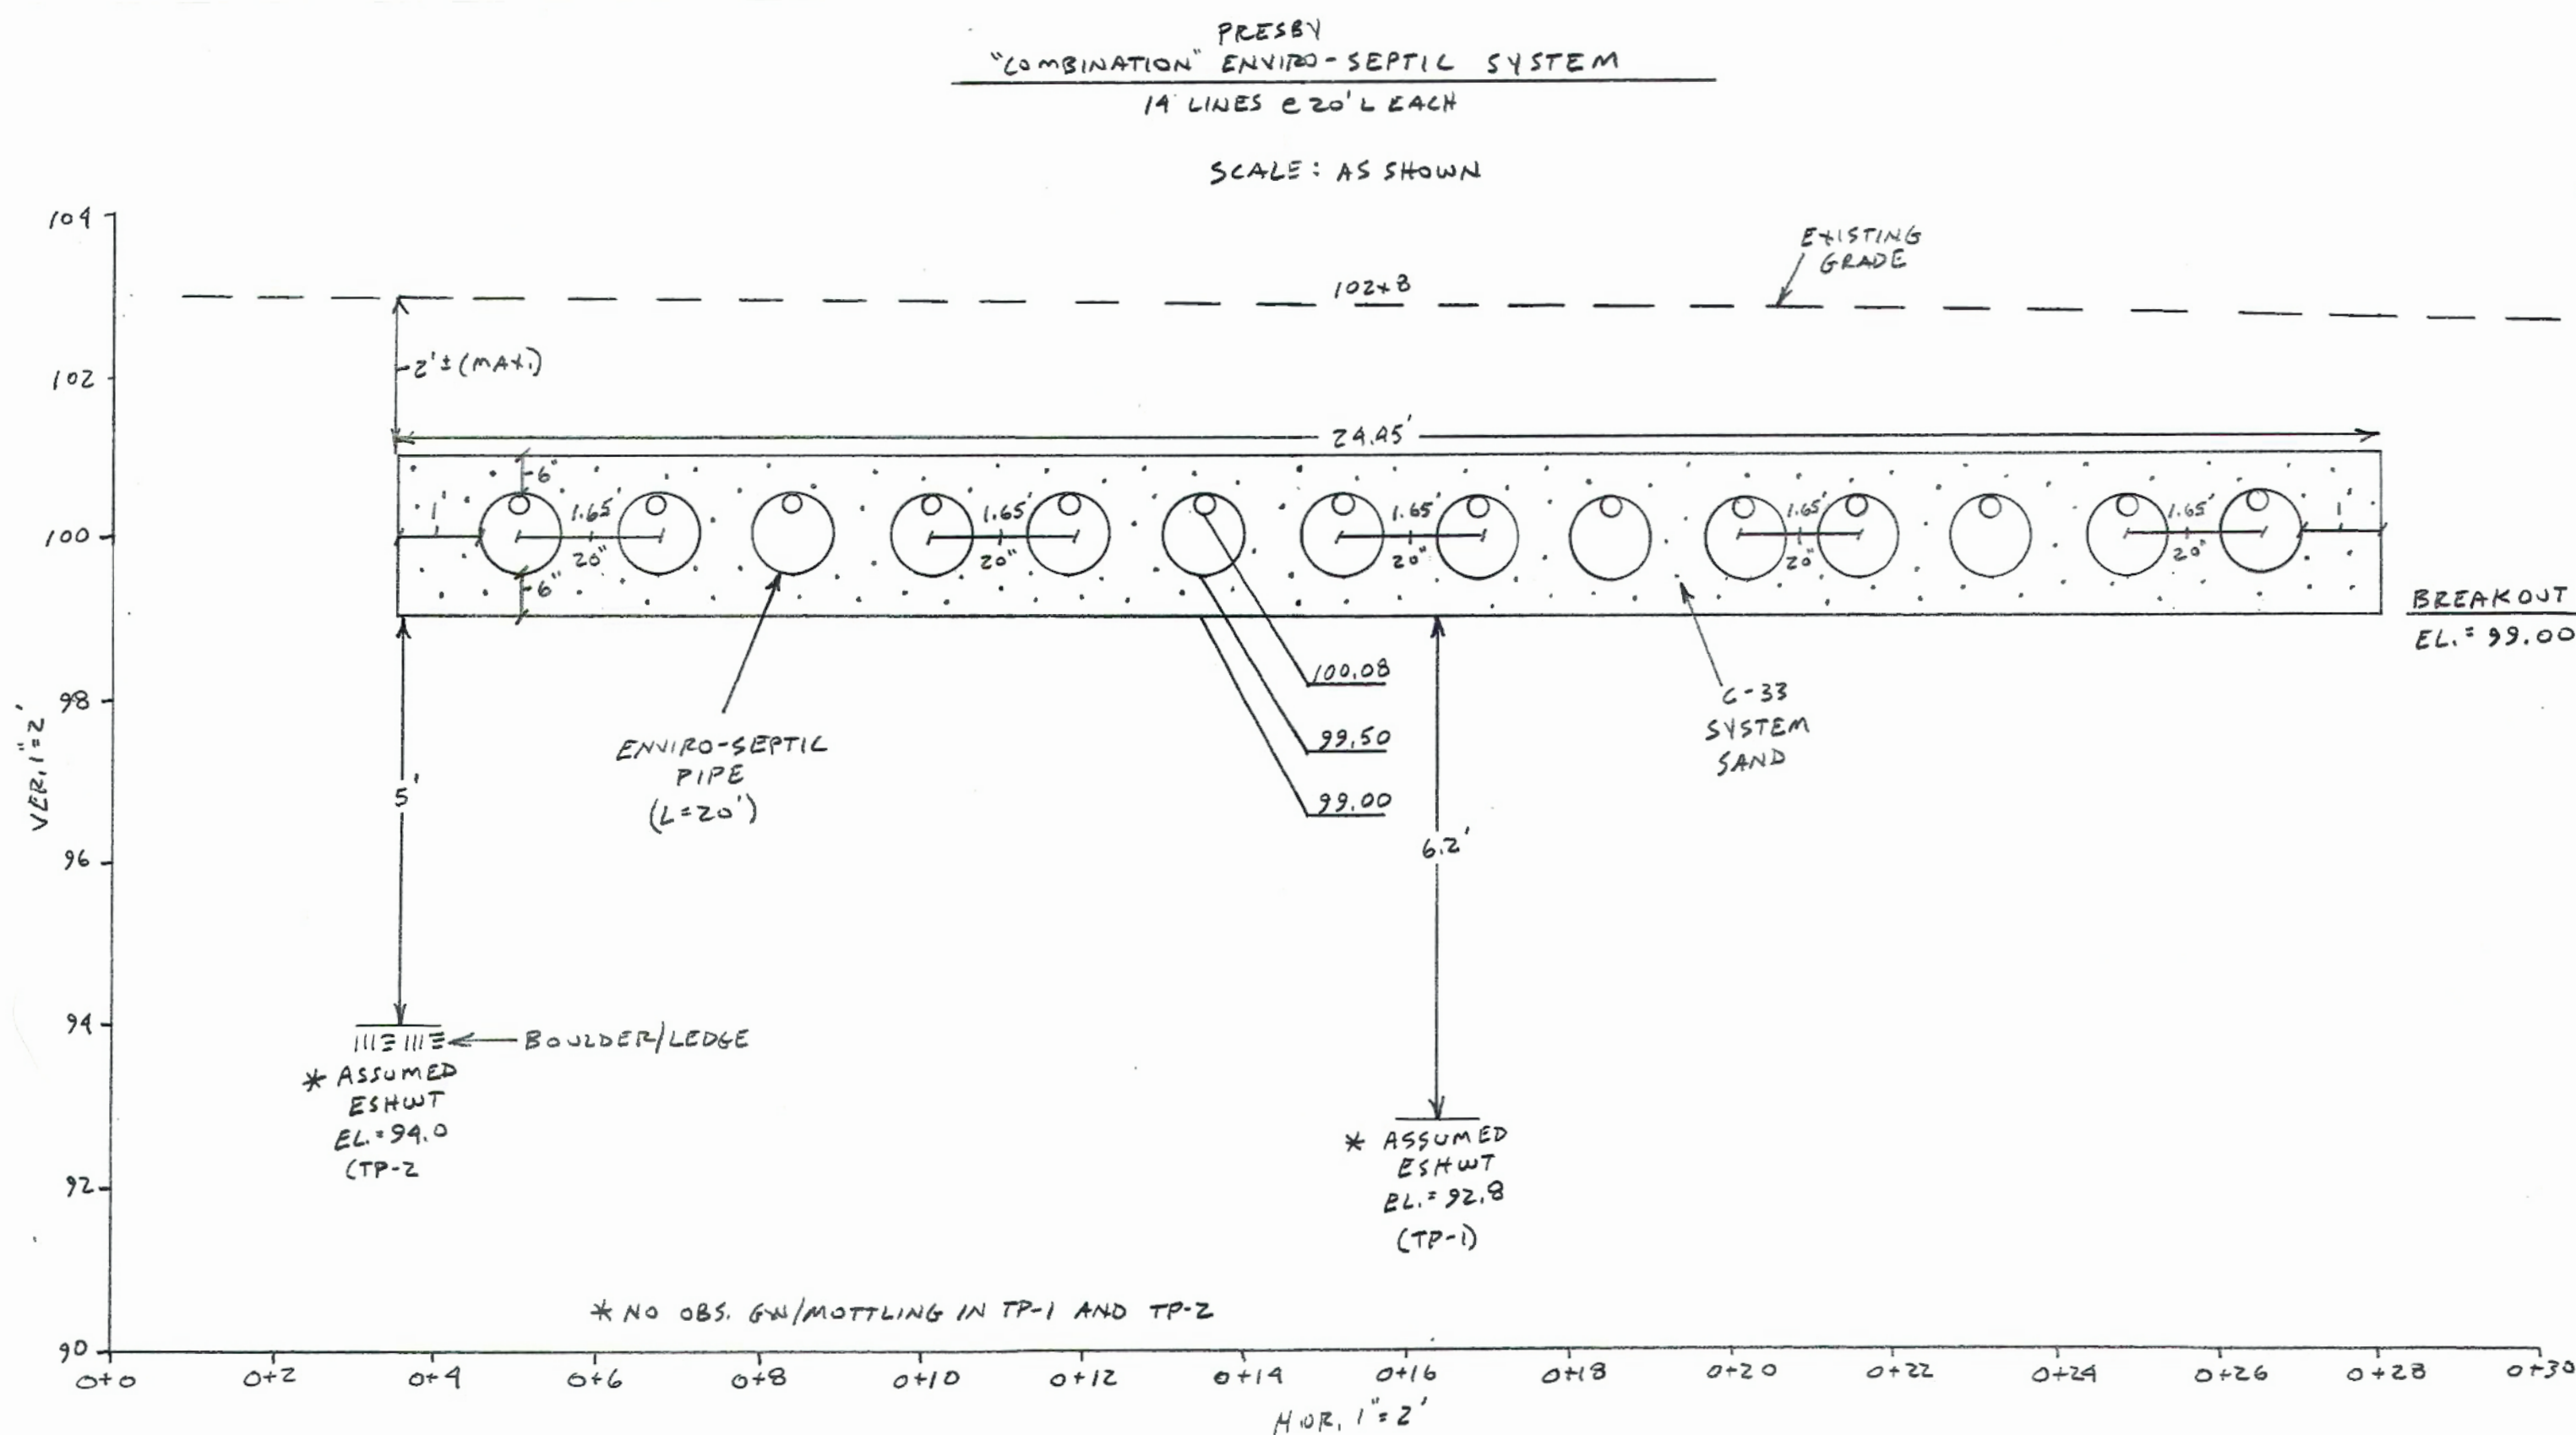 PRESBY
"COMBINATION" ENVIRO-SEPTIC SYSTEM
14 LINES @ 20' L EACH
SCALE: AS SHOWN
104
EXISTING
GRADE
102+8
2'± (MAX.)
102
24.45'
6"
1'
1.65'
20"
1.65'
20"
1.65'
20"
1.65'
20"
1.65'
20"
1'
100
6"
BREAKOUT
EL. = 99.00
100.08
99.50
99.00
C-33
SYSTEM
SAND
98
VER. 1"=2'
ENVIRO-SEPTIC
PIPE
(L=20')
5'
6.2'
96
94
BOULDER/LEDGE
* ASSUMED
ESHWT
EL. = 94.0
(TP-2
* ASSUMED
ESHWT
EL. = 92.8
(TP-1)
92
* NO OBS. GW/MOTTLING IN TP-1 AND TP-2
90
0+0 0+2 0+4 0+6 0+8 0+10 0+12 0+14 0+16 0+18 0+20 0+22 0+24 0+26 0+28 0+30
HOR. 1"=2'